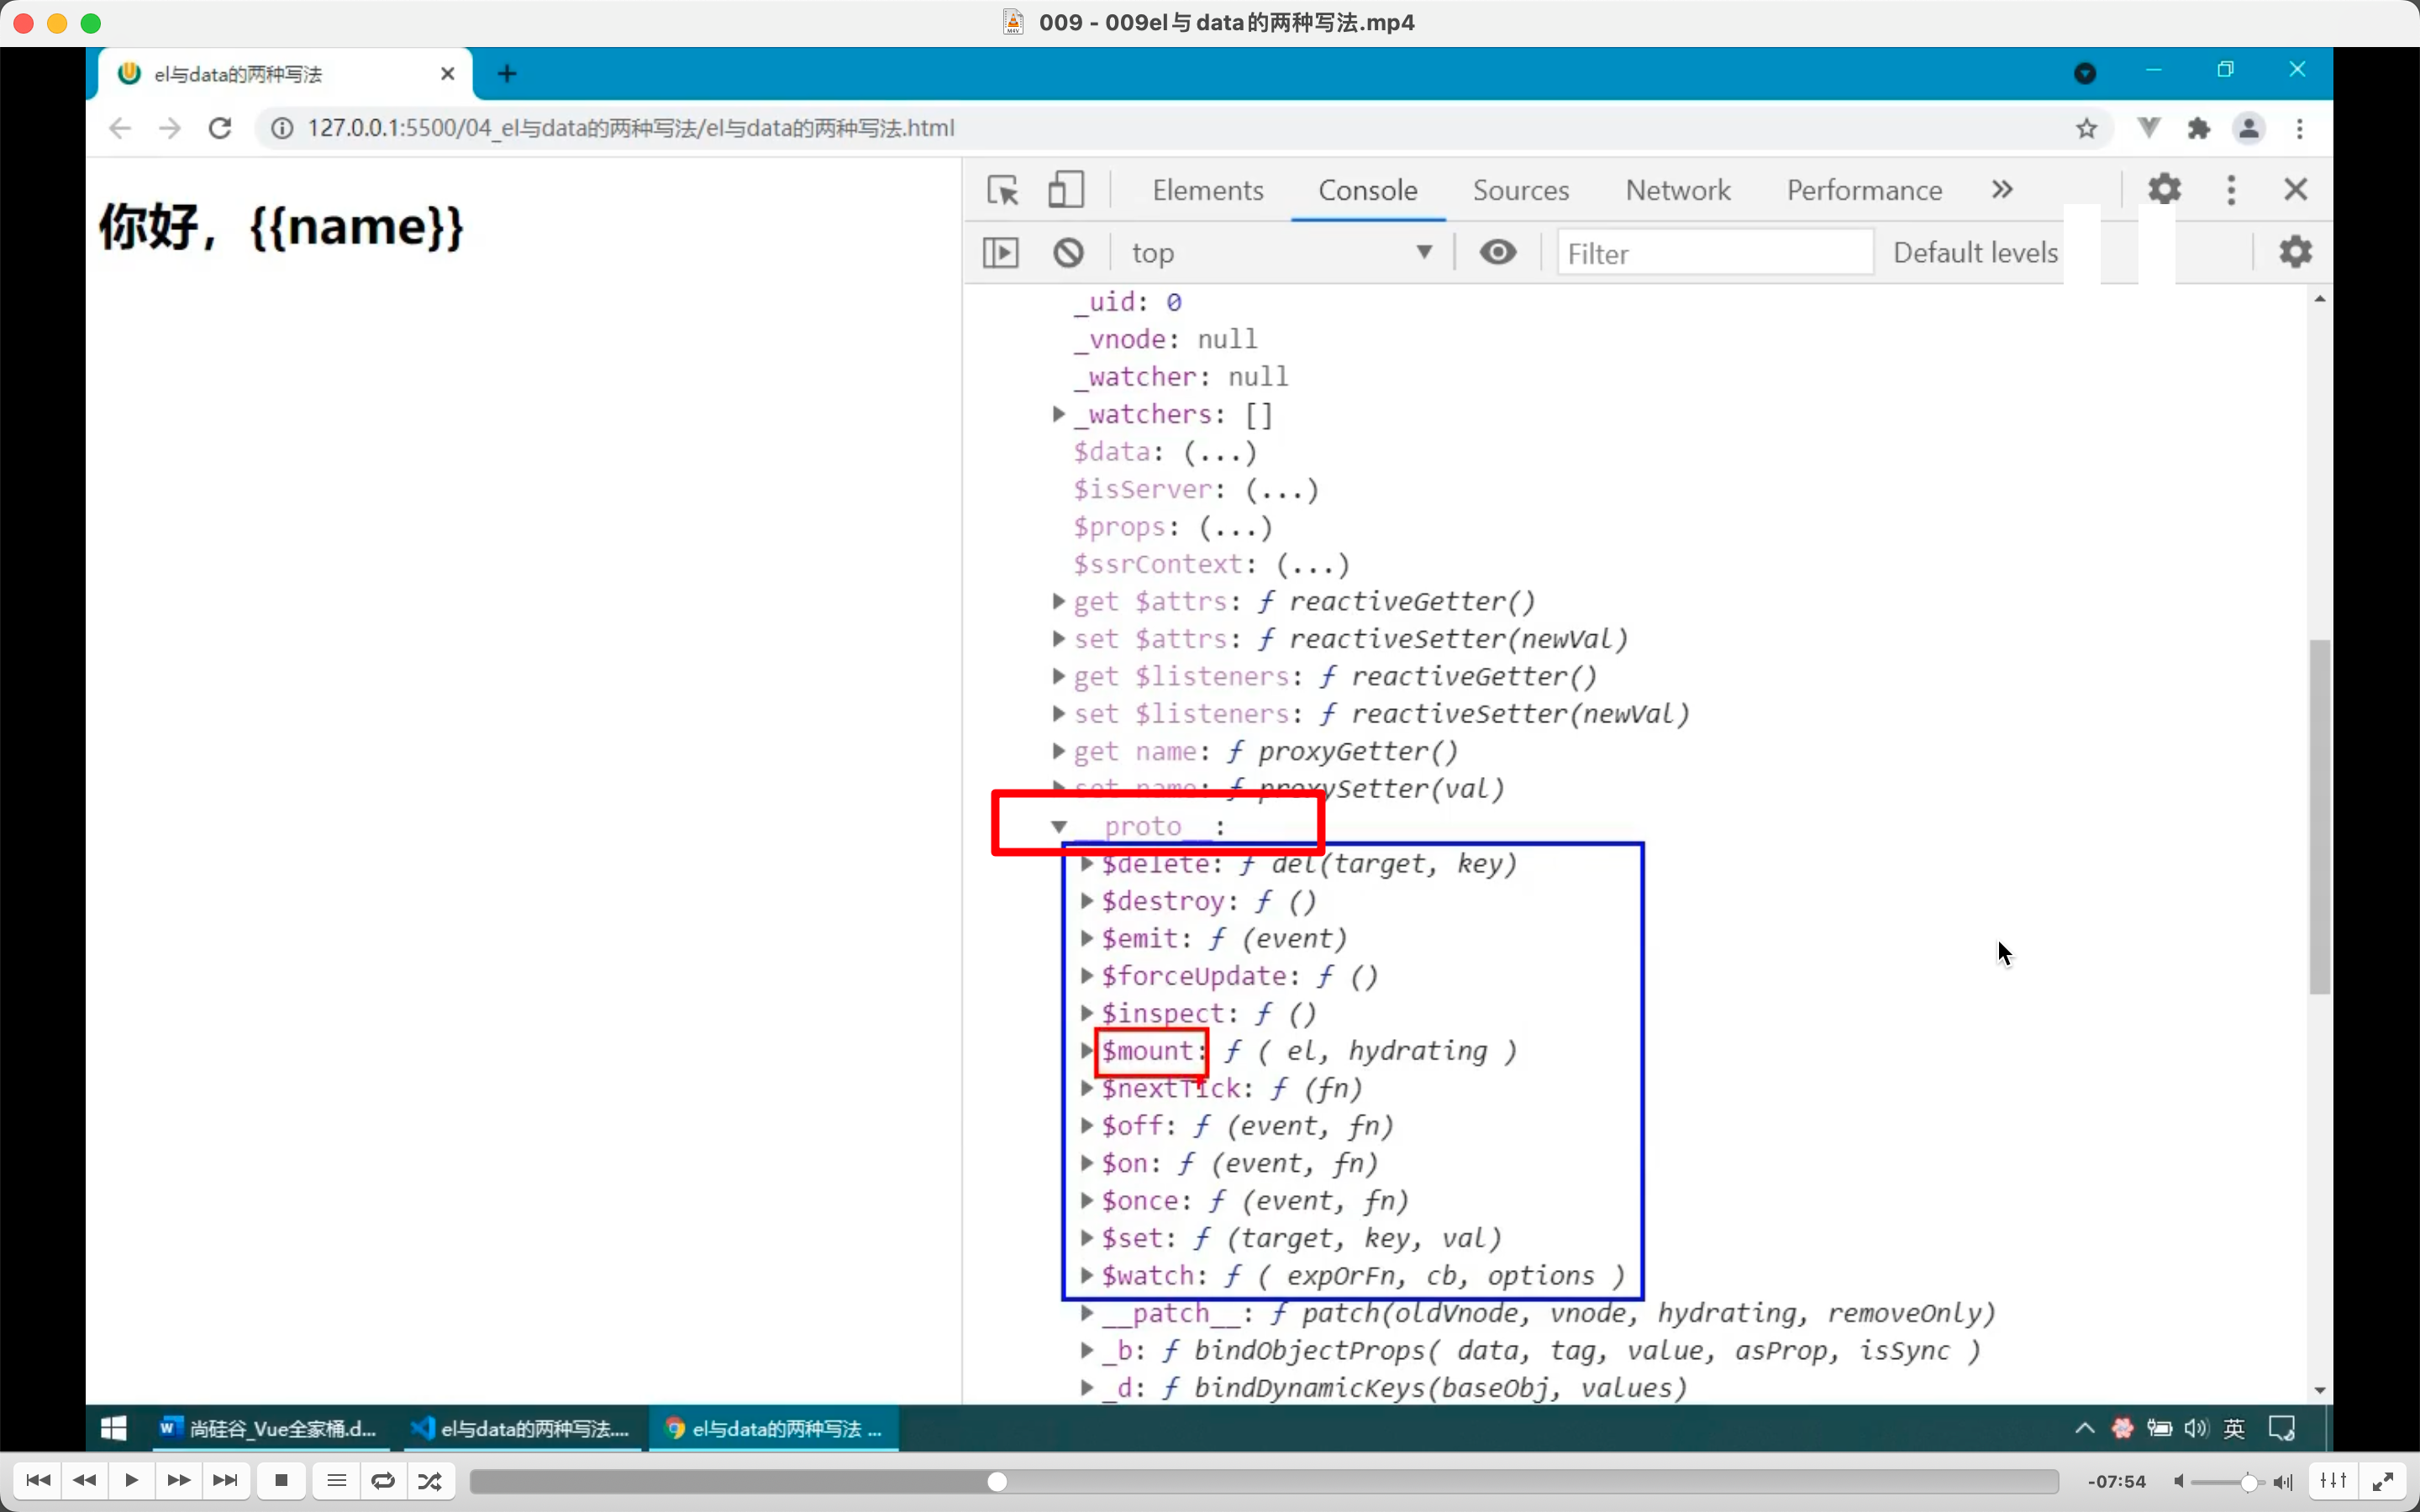 009 - 009el与data的两种写法.mp4
el与data的两种写法
127.0.0.1:5500/04_el与data的两种写法/el与data的两种写法.html
你好，{{name}}
Elements Console Sources Network Performance
top Filter Default levels
_uid: 0
_vnode: null
_watcher: null
_watchers: []
$data: (...)
$isServer: (...)
$props: (...)
$ssrContext: (...)
get $attrs: ƒ reactiveGetter()
set $attrs: ƒ reactiveSetter(newVal)
get $listeners: ƒ reactiveGetter()
set $listeners: ƒ reactiveSetter(newVal)
get name: ƒ proxyGetter()
set name: ƒ proxySetter(val)
__proto__:
$delete: ƒ del(target, key)
$destroy: ƒ ()
$emit: ƒ (event)
$forceUpdate: ƒ ()
$inspect: ƒ ()
$mount: ƒ ( el, hydrating )
$nextTick: ƒ (fn)
$off: ƒ (event, fn)
$on: ƒ (event, fn)
$once: ƒ (event, fn)
$set: ƒ (target, key, val)
$watch: ƒ ( expOrFn, cb, options )
__patch__: ƒ patch(oldVnode, vnode, hydrating, removeOnly)
_b: ƒ bindObjectProps( data, tag, value, asProp, isSync )
_d: ƒ bindDynamicKeys(baseObj, values)
尚硅谷_Vue全家桶.d... el与data的两种写法.... el与data的两种写法 ... 英
-07:54